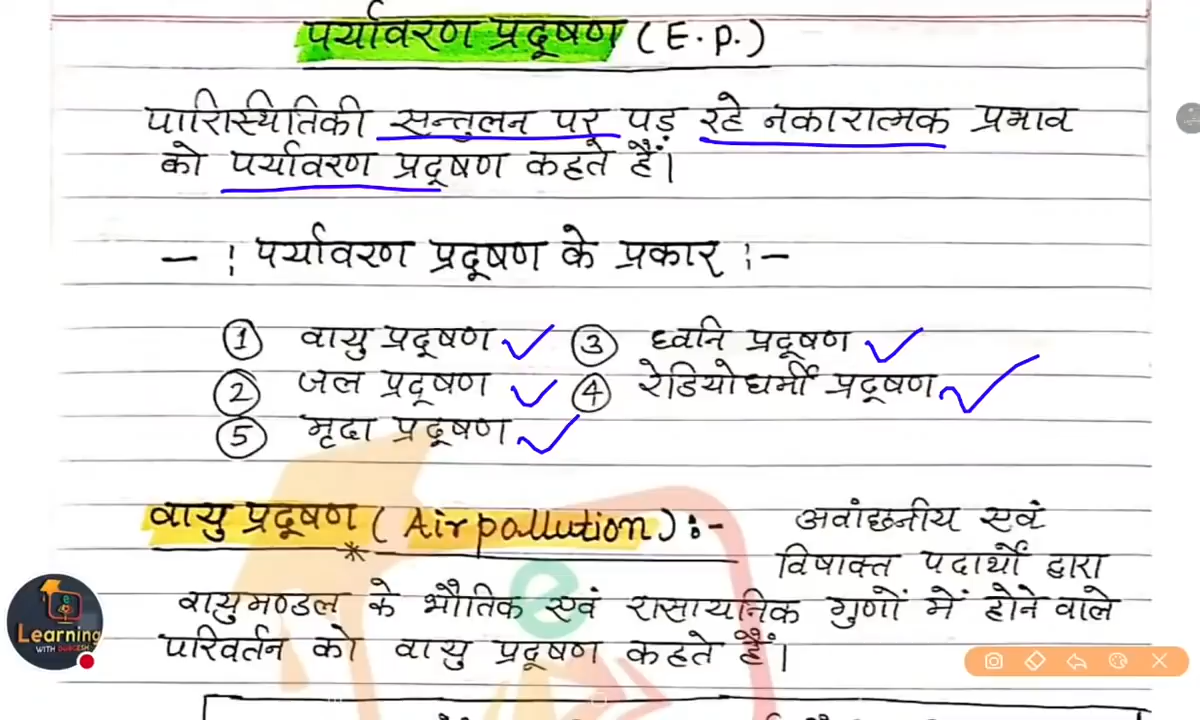 पर्यावरण प्रदूषण (E.p.)
पारिस्थितिकी सन्तुलन पर पड़ रहे नकारात्मक प्रभाव
को पर्यावरण प्रदूषण कहते हैं।
-: पर्यावरण प्रदूषण के प्रकार :-
① वायु प्रदूषण ③ ध्वनि प्रदूषण
② जल प्रदूषण ④ रेडियोधर्मी प्रदूषण
⑤ मृदा प्रदूषण
वायु प्रदूषण (Air pollution) :- अवांछनीय एवं
विषाक्त पदार्थों द्वारा
वायुमण्डल के भौतिक एवं रासायनिक गुणों में होने वाले
परिवर्तन को वायु प्रदूषण कहते हैं।
Learning
WITH DURGESH